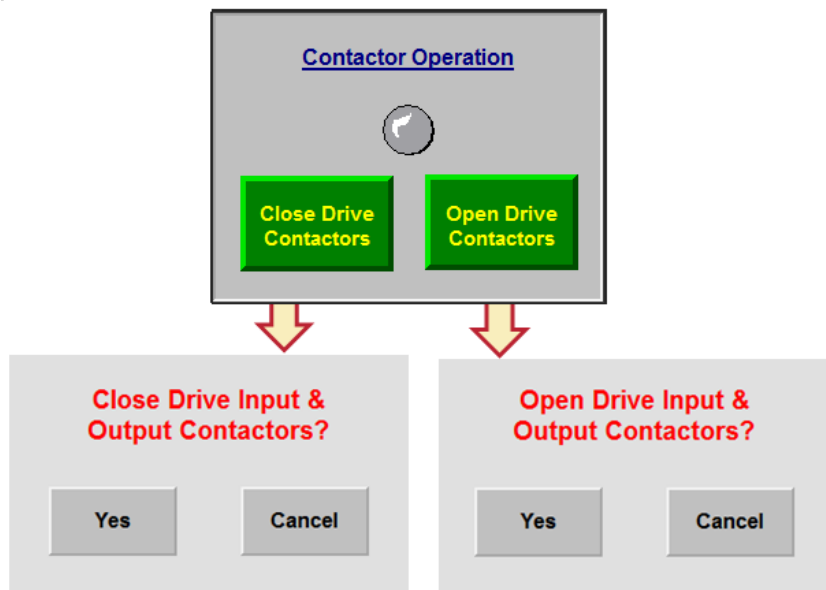 Contactor Operation
Close Drive
Contactors
Open Drive
Contactors
Close Drive Input &
Output Contactors?
Yes
Cancel
Open Drive Input &
Output Contactors?
Yes
Cancel